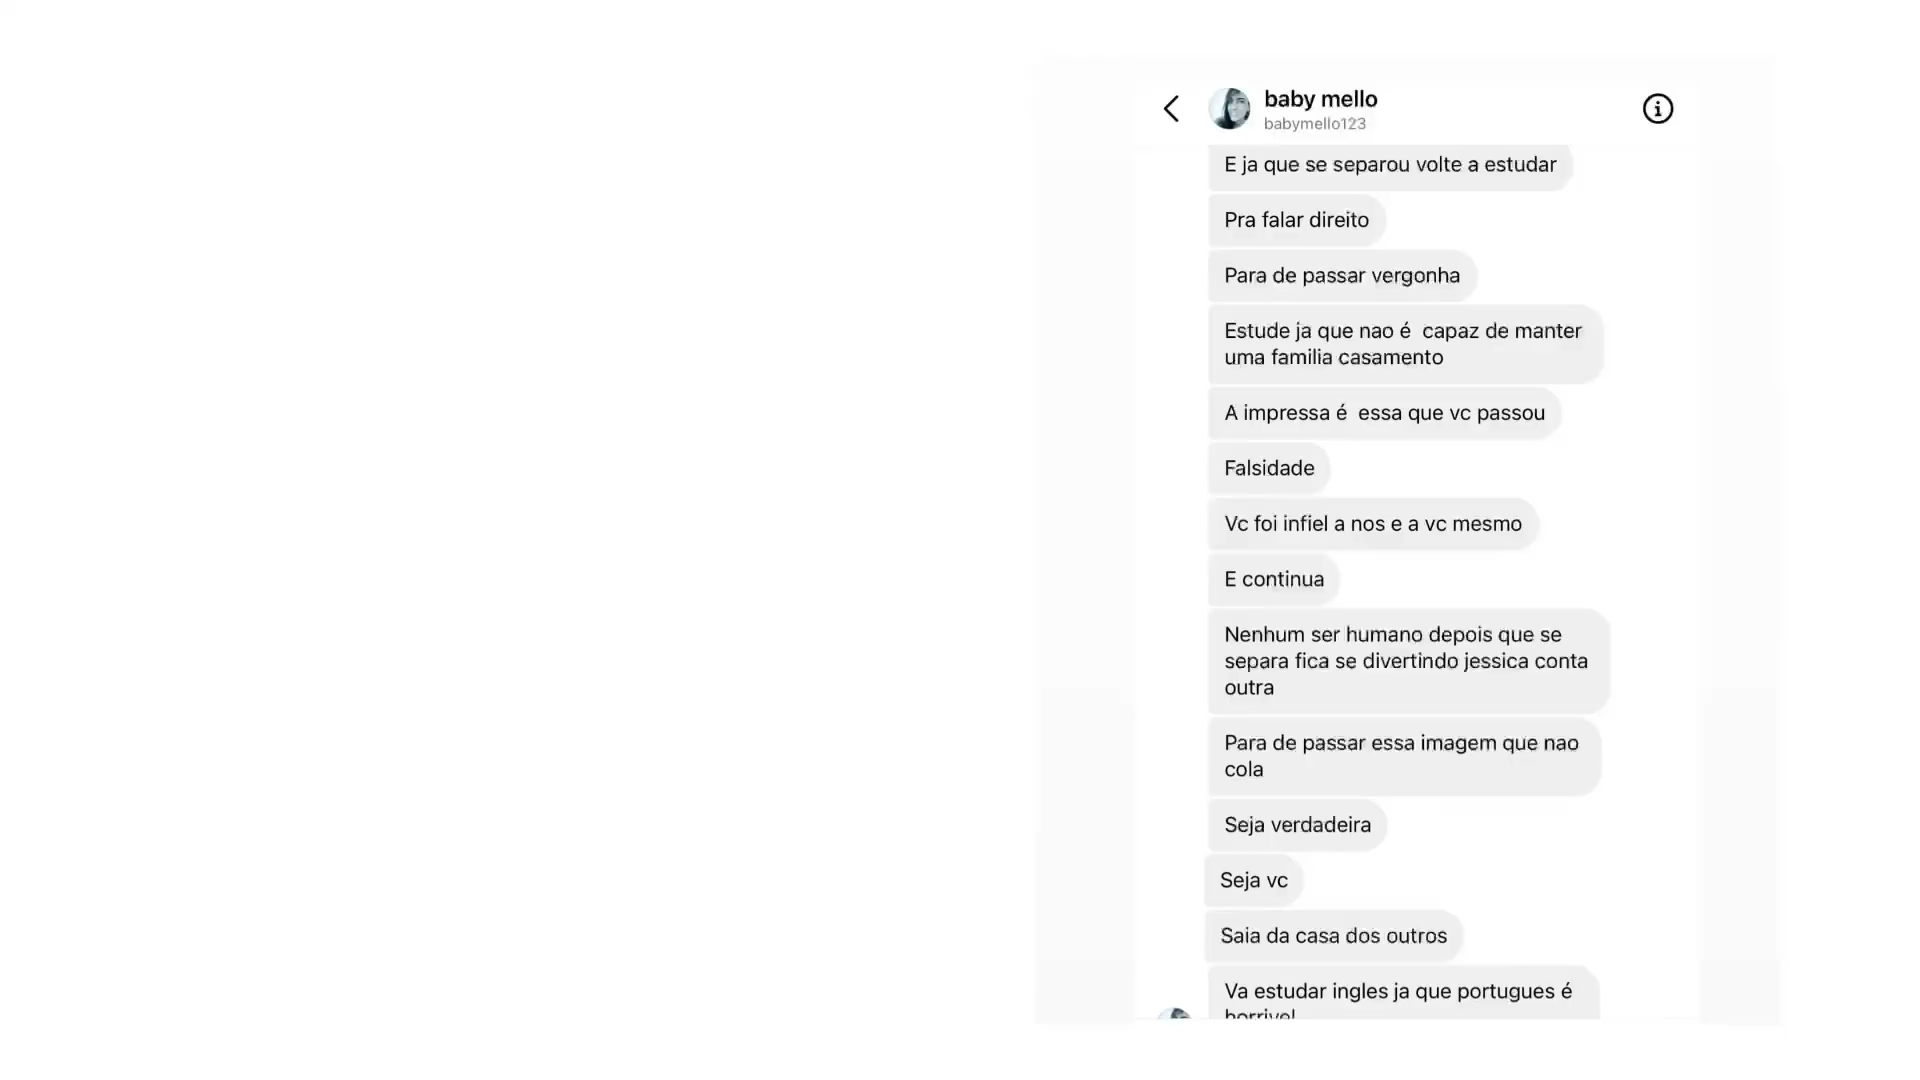 baby mello
babymello123
E ja que se separou volte a estudar
Pra falar direito
Para de passar vergonha
Estude ja que nao é  capaz de manter
uma familia casamento
A impressa é  essa que vc passou
Falsidade
Vc foi infiel a nos e a vc mesmo
E continua
Nenhum ser humano depois que se
separa fica se divertindo jessica conta
outra
Para de passar essa imagem que nao
cola
Seja verdadeira
Seja vc
Saia da casa dos outros
Va estudar ingles ja que portugues é
horrivel